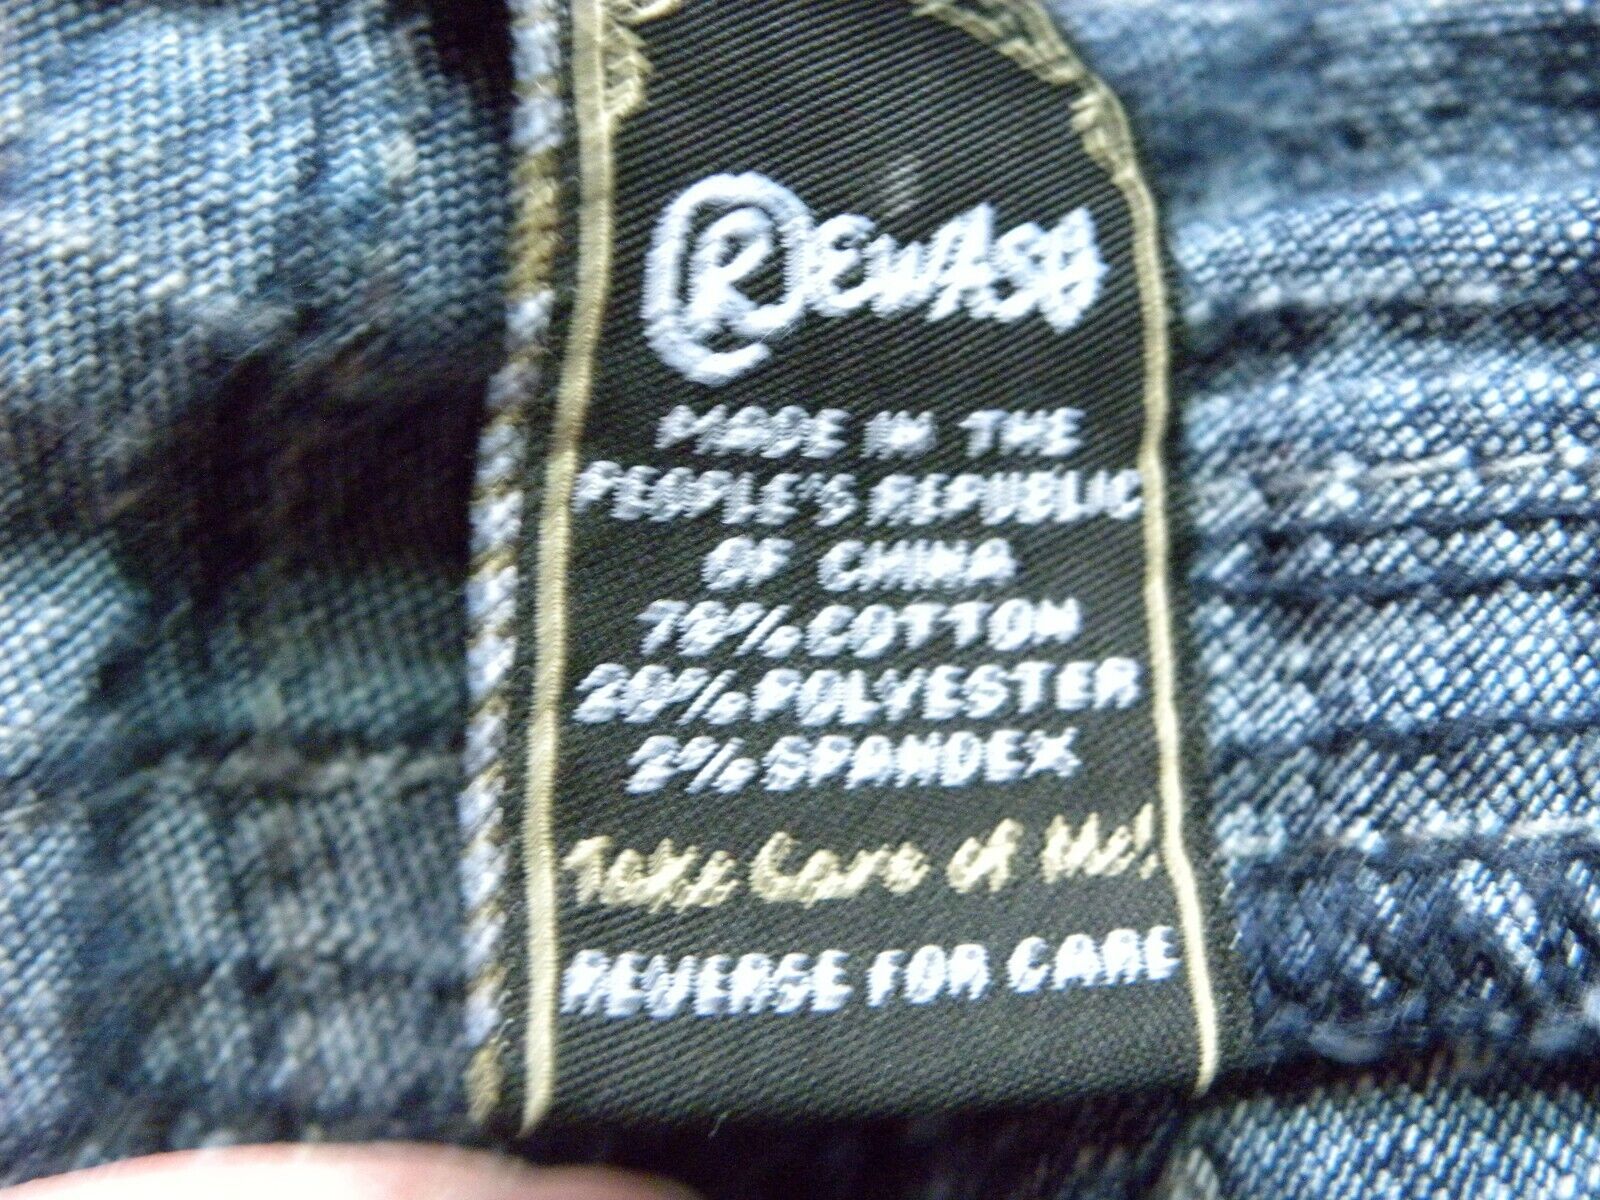 REWASH
MADE IN THE
PEOPLE'S REPUBLIC
OF CHINA
78% COTTON
20% POLYESTER
2% SPANDEX
Take Care of Me!
REVERSE FOR CARE